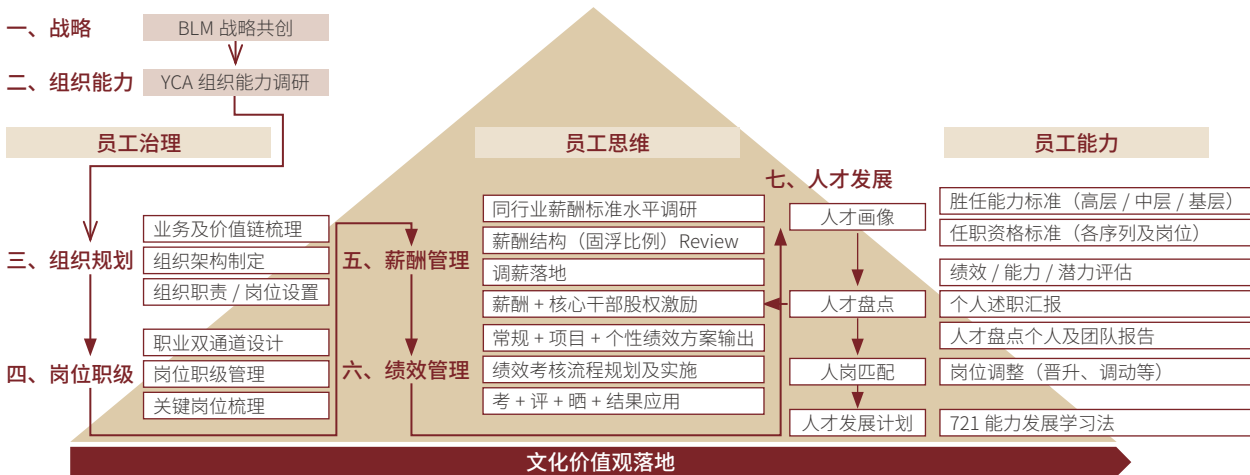 一、战略
BLM 战略共创
二、组织能力
YCA 组织能力调研
员工治理
员工思维
员工能力
三、组织规划
业务及价值链梳理
组织架构制定
组织职责 / 岗位设置
四、岗位职级
职业双通道设计
岗位职级管理
关键岗位梳理
五、薪酬管理
同行业薪酬标准水平调研
薪酬结构（固浮比例）Review
调薪落地
薪酬 + 核心干部股权激励
六、绩效管理
常规 + 项目 + 个性绩效方案输出
绩效考核流程规划及实施
考 + 评 + 晒 + 结果应用
七、人才发展
人才画像
胜任能力标准（高层 / 中层 / 基层）
任职资格标准（各序列及岗位）
人才盘点
绩效 / 能力 / 潜力评估
个人述职汇报
人才盘点个人及团队报告
人岗匹配
岗位调整（晋升、调动等）
人才发展计划
721 能力发展学习法
文化价值观落地